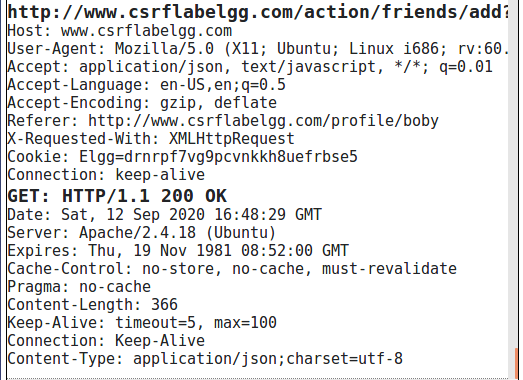 http://www.csrflabelgg.com/action/friends/add?
Host: www.csrflabelgg.com
User-Agent: Mozilla/5.0 (X11; Ubuntu; Linux i686; rv:60.
Accept: application/json, text/javascript, */*; q=0.01
Accept-Language: en-US,en;q=0.5
Accept-Encoding: gzip, deflate
Referer: http://www.csrflabelgg.com/profile/boby
X-Requested-With: XMLHttpRequest
Cookie: Elgg=drnrpf7vg9pcvnkkh8uefrbse5
Connection: keep-alive
GET: HTTP/1.1 200 OK
Date: Sat, 12 Sep 2020 16:48:29 GMT
Server: Apache/2.4.18 (Ubuntu)
Expires: Thu, 19 Nov 1981 08:52:00 GMT
Cache-Control: no-store, no-cache, must-revalidate
Pragma: no-cache
Content-Length: 366
Keep-Alive: timeout=5, max=100
Connection: Keep-Alive
Content-Type: application/json;charset=utf-8